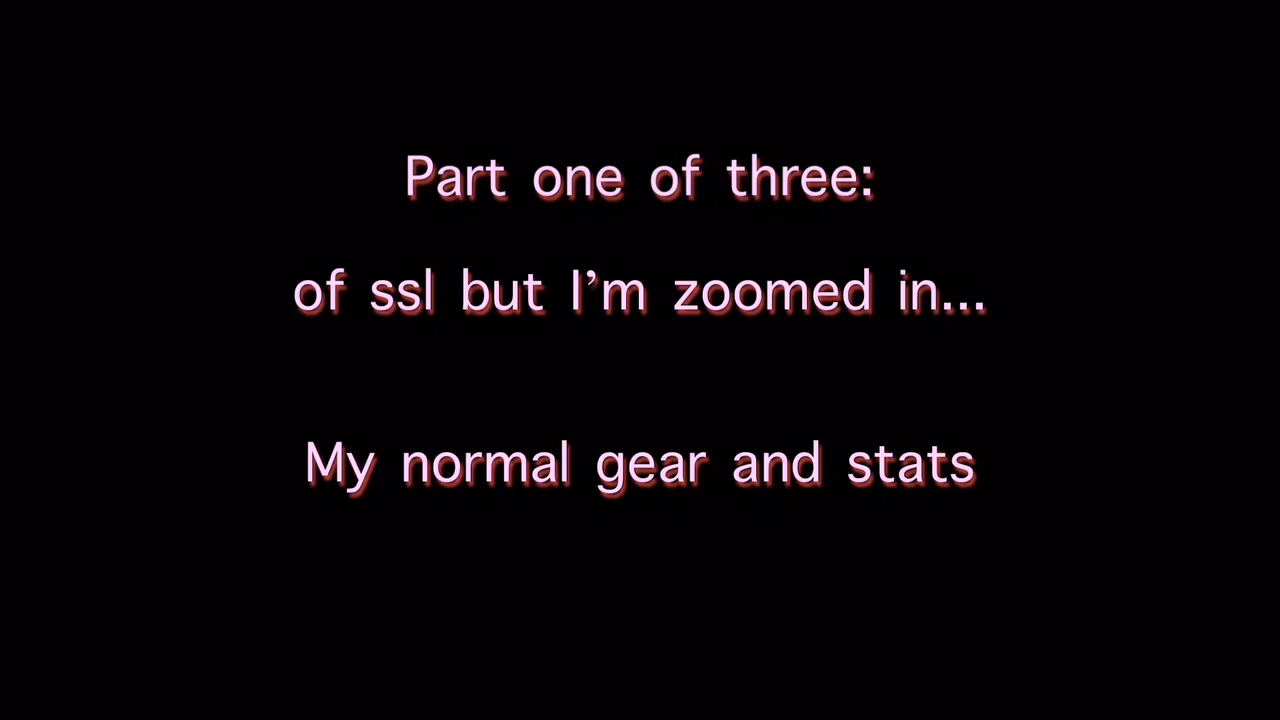 Part one of three:
of ssl but I’m zoomed in...
My normal gear and stats